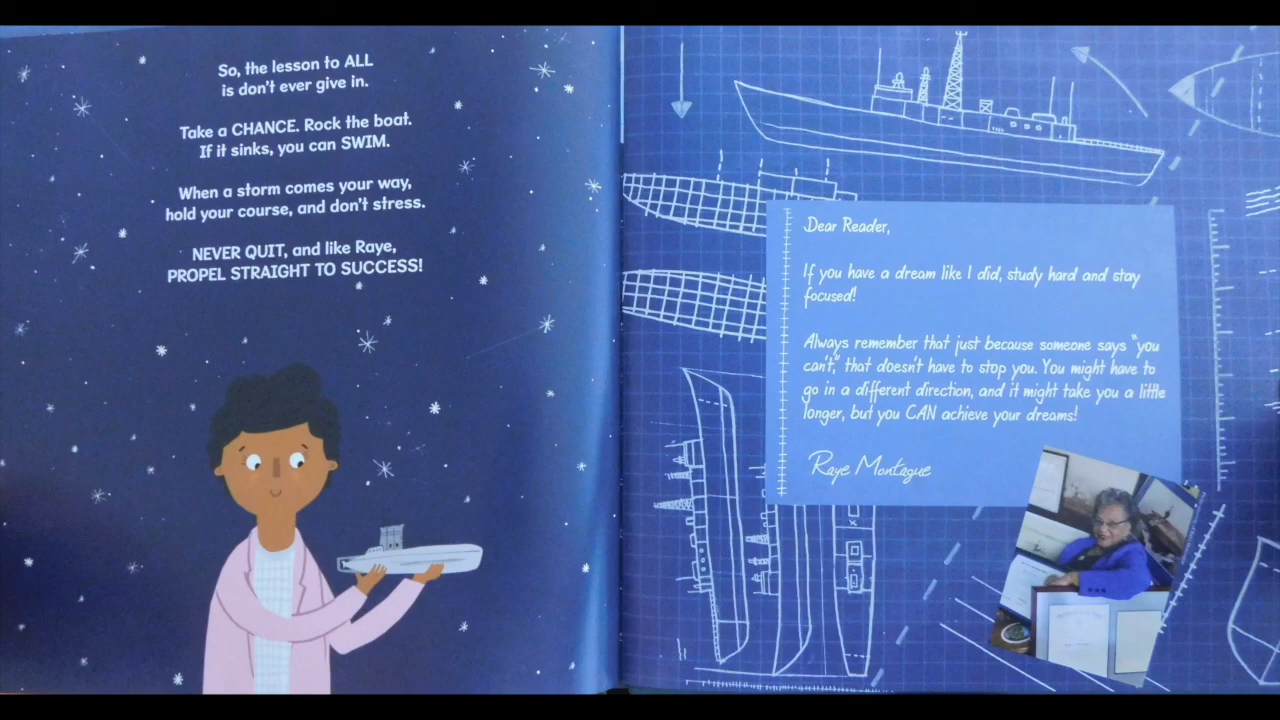 So, the lesson to ALL
is don't ever give in.
Take a CHANCE. Rock the boat.
If it sinks, you can SWIM.
When a storm comes your way,
hold your course, and don't stress.
NEVER QUIT, and like Raye,
PROPEL STRAIGHT TO SUCCESS!
Dear Reader,
If you have a dream like I did, study hard and stay
focused!
Always remember that just because someone says "you
can't," that doesn't have to stop you. You might have to
go in a different direction, and it might take you a little
longer, but you CAN achieve your dreams!
Raye Montague